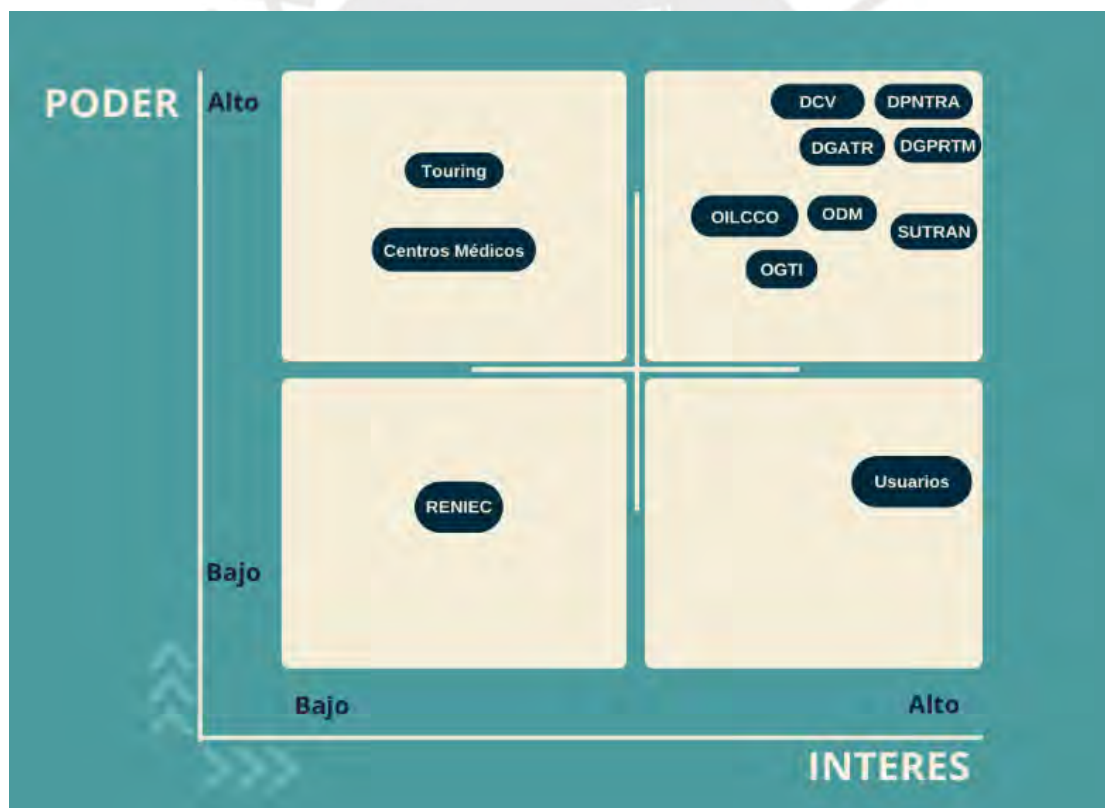 PODER
Alto
DCV
DPNTRA
DGATR
DGPRTM
Touring
OILCCO
ODM
SUTRAN
Centros Médicos
OGTI
Usuarios
RENIEC
Bajo
Bajo
Alto
INTERES